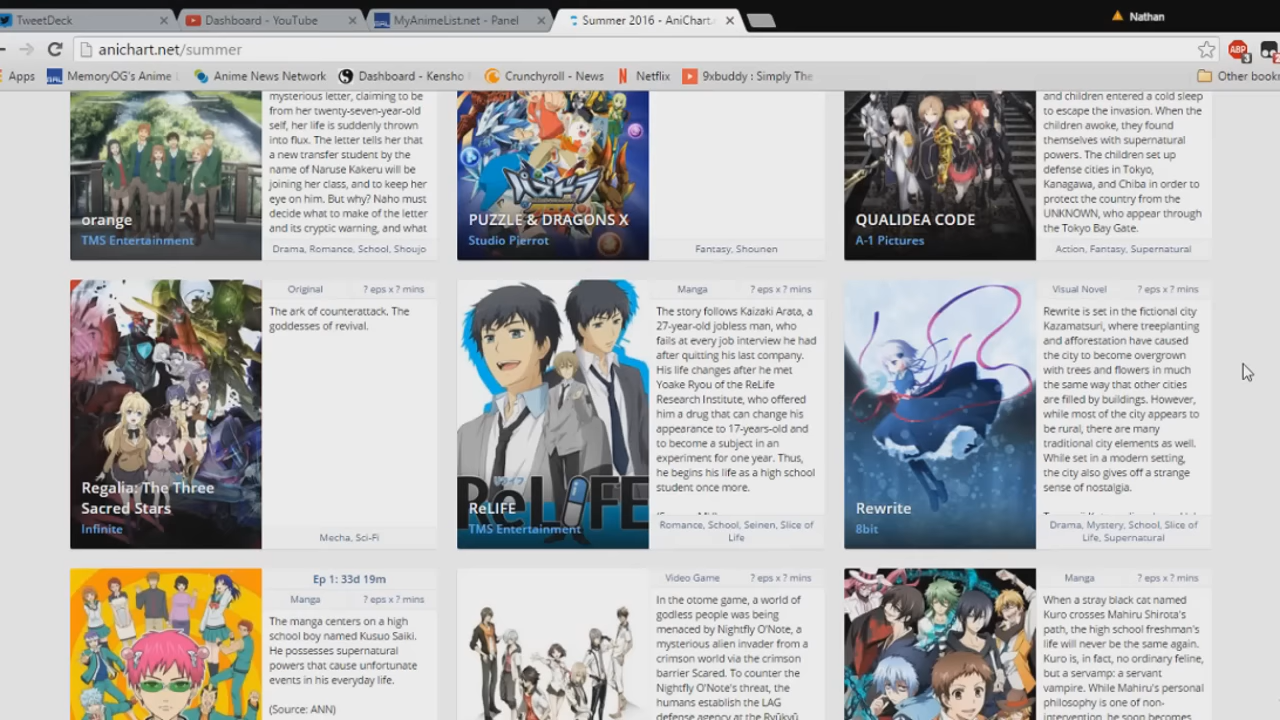 TweetDeck
Dashboard - YouTube
MyAnimeList.net - Panel
Summer 2016 - AniChart.
Nathan
anichart.net/summer
ABP
3
Apps
MAL
MemoryOG's Anime
Anime News Network
Dashboard - Kensho
Crunchyroll - News
Netflix
9xbuddy : Simply The
Other book
orange
TMS Entertainment
mysterious letter, claiming to be
from her twenty-seven-year-old
self, her life is suddenly thrown
into flux. The letter tells her that
a new transfer student by the
name of Naruse Kakeru will be
joining her class, and to keep her
eye on him. But why? Naho must
decide what to make of the letter
and its cryptic warning, and what
Drama, Romance, School, Shoujo
パズドラ
PUZZLE & DRAGONS X
Studio Pierrot
Fantasy, Shounen
QUALIDEA CODE
A-1 Pictures
and children entered a cold sleep
to escape the invasion. When the
children awoke, they found
themselves with supernatural
powers. The children set up
defense cities in Tokyo,
Kanagawa, and Chiba in order to
protect the country from the
UNKNOWN, who appear through
the Tokyo Bay Gate.
Action, Fantasy, Supernatural
Regalia: The Three
Sacred Stars
Infinite
Original
? eps x ? mins
The ark of counterattack. The
goddesses of revival.
Mecha, Sci-Fi
ReLIFE
ReLIFE
TMS Entertainment
Manga
? eps x ? mins
The story follows Kaizaki Arata, a
27-year-old jobless man, who
fails at every job interview he had
after quitting his last company.
His life changes after he met
Yoake Ryou of the ReLife
Research Institute, who offered
him a drug that can change his
appearance to 17-years-old and
to become a subject in an
experiment for one year. Thus,
he begins his life as a high school
student once more.
Romance, School, Seinen, Slice of
Life
Rewrite
8bit
Visual Novel
? eps x ? mins
Rewrite is set in the fictional city
Kazamatsuri, where treeplanting
and afforestation have caused
the city to become overgrown
with trees and flowers in much
the same way that other cities
are filled by buildings. However,
while most of the city appears to
be rural, there are many
traditional city elements as well.
While set in a modern setting,
the city also gives off a strange
sense of nostalgia.
Drama, Mystery, School, Slice of
Life, Supernatural
Ep 1: 33d 19m
Manga
? eps x ? mins
The manga centers on a high
school boy named Kusuo Saiki.
He possesses supernatural
powers that cause unfortunate
events in his everyday life.
(Source: ANN)
Video Game
? eps x ? mins
In the otome game, a world of
godless people was being
menaced by Nightfly O'Note, a
mysterious alien invader from a
crimson world via the crimson
barrier Scared. To counter the
Nightfly O'Note's threat, the
humans establish the LAG
defense agency at the Ryūkyū
Manga
? eps x ? mins
When a stray black cat named
Kuro crosses Mahiru Shirota's
path, the high school freshman's
life will never be the same again.
Kuro is, in fact, no ordinary feline,
but a servamp: a servant
vampire. While Mahiru's personal
philosophy is one of non-
intervention, he soon becomes